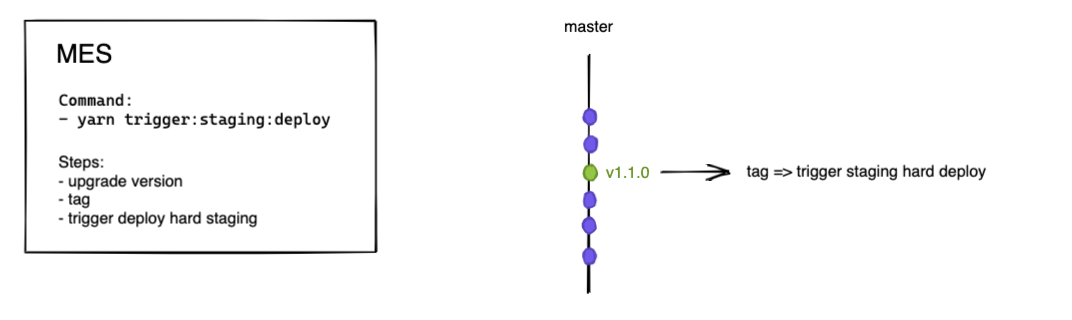 MES
Command:
- yarn trigger:staging:deploy
Steps:
- upgrade version
- tag
- trigger deploy hard staging
master
v1.1.0
tag => trigger staging hard deploy